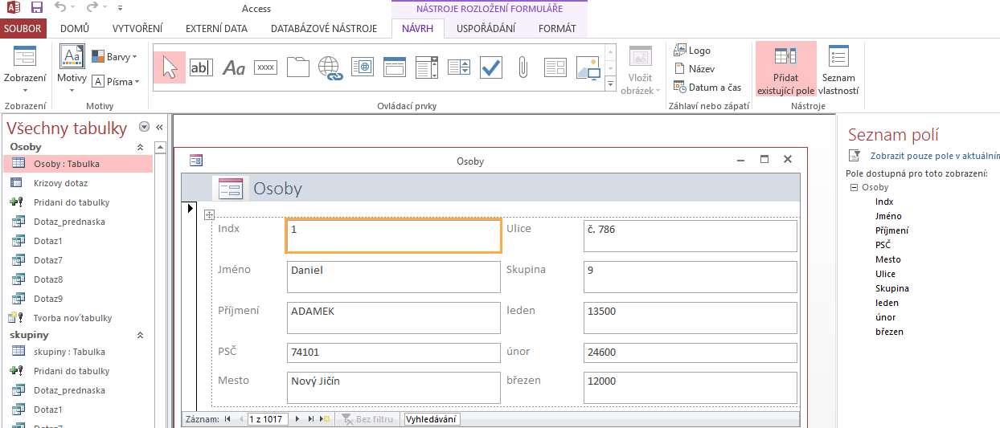 Access
NÁSTROJE ROZLOŽENÍ FORMULÁŘE
SOUBOR DOMŮ VYTVOŘENÍ EXTERNÍ DATA DATABÁZOVÉ NÁSTROJE NÁVRH USPOŘÁDÁNÍ FORMÁT
Zobrazení
Zobrazení
Aa
Motivy
Barvy
A Písma
Motivy
ab|
Aa
xxxx
Ovládací prvky
Vložit
obrázek
Logo
Název
Datum a čas
Záhlaví nebo zápatí
Přidat
existující pole
Seznam
vlastností
Nástroje
Všechny tabulky
Osoby
Osoby : Tabulka
Krizovy dotaz
Pridani do tabulky
Dotaz_prednaska
Dotaz1
Dotaz7
Dotaz8
Dotaz9
Tvorba nov´tabulky
skupiny
skupiny : Tabulka
Pridani do tabulky
Dotaz_prednaska
Dotaz1
Dotaz7
Osoby
Osoby
Indx 1 Ulice č. 786
Jméno Daniel Skupina 9
Příjmení ADAMEK leden 13500
PSČ 74101 únor 24600
Mesto Nový Jičín březen 12000
Záznam: 1 z 1017 Bez filtru Vyhledávání
Seznam polí
Zobrazit pouze pole v aktuálním
Pole dostupná pro toto zobrazení:
Osoby
Indx
Jméno
Příjmení
PSČ
Mesto
Ulice
Skupina
leden
únor
březen